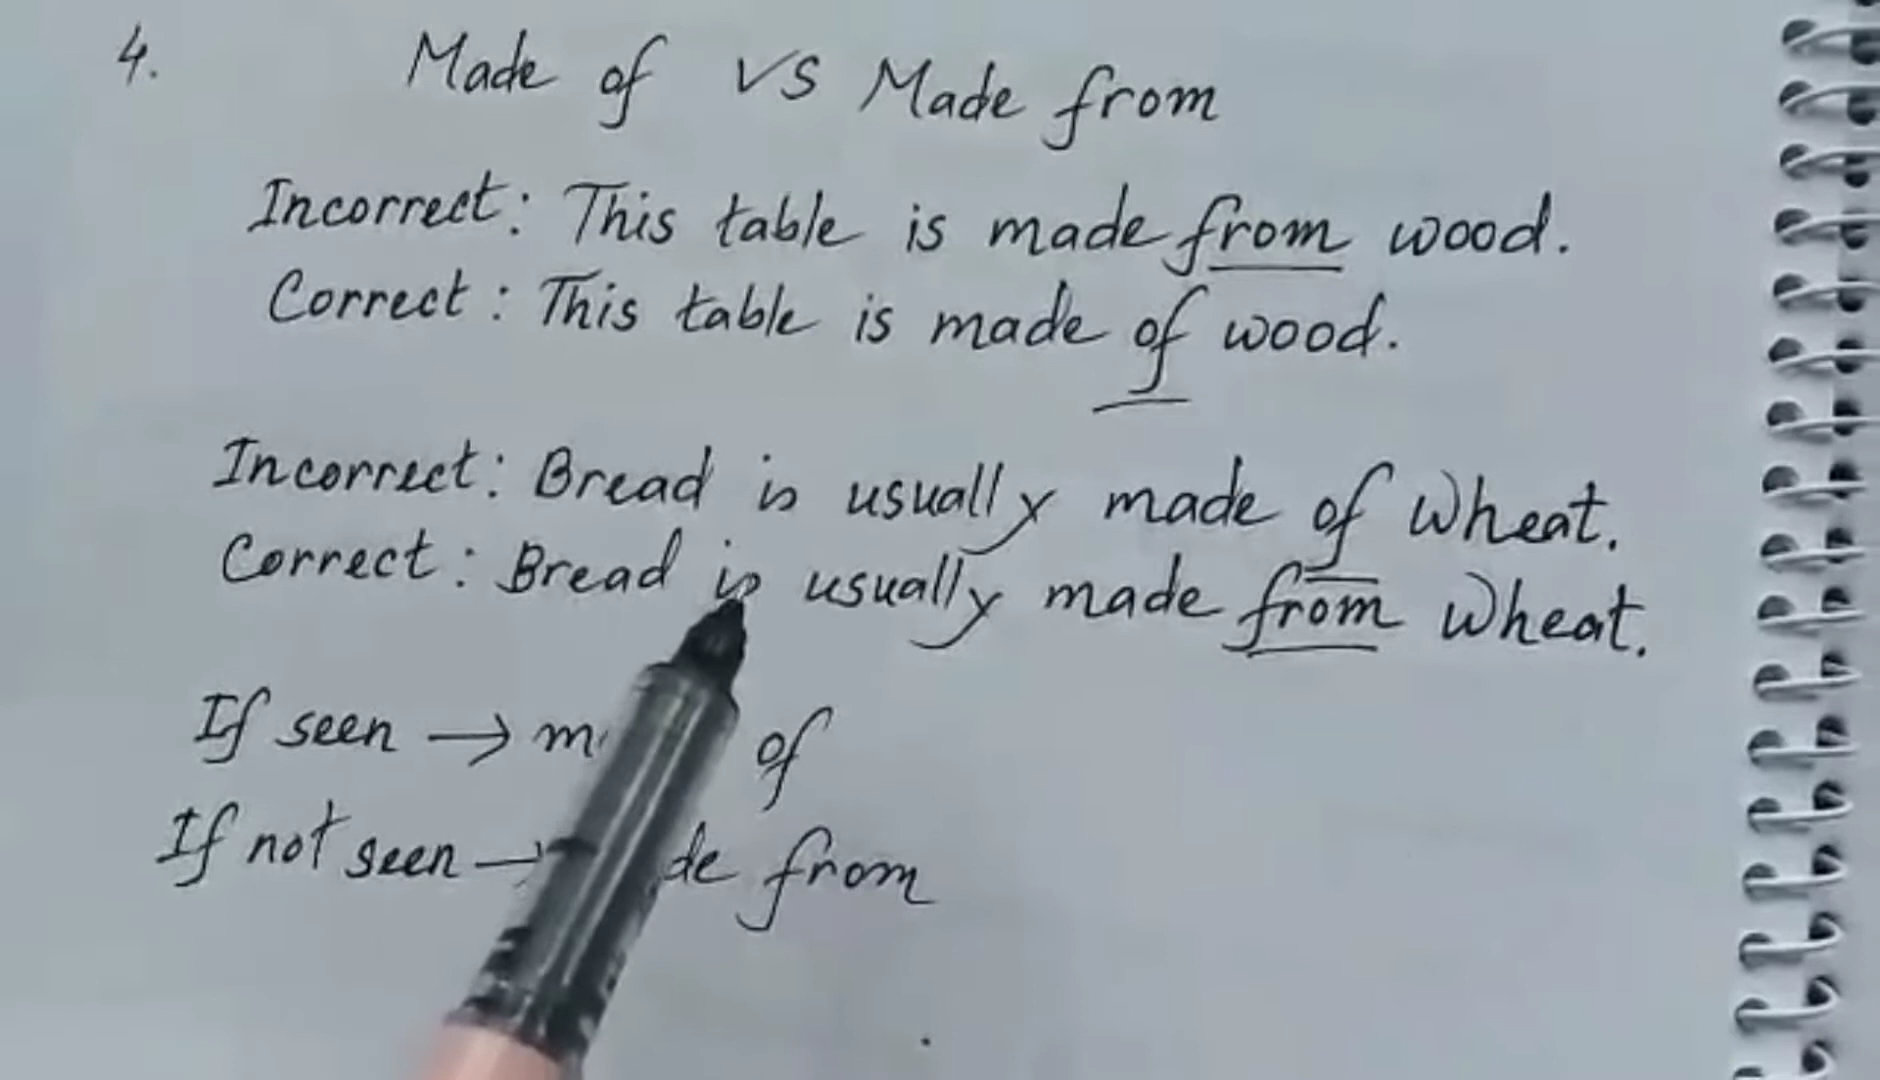 4. Made of VS Made from
Incorrect: This table is made from wood.
Correct: This table is made of wood.
Incorrect: Bread is usually made of wheat.
Correct: Bread is usually made from wheat.
If seen → of
If not seen → from